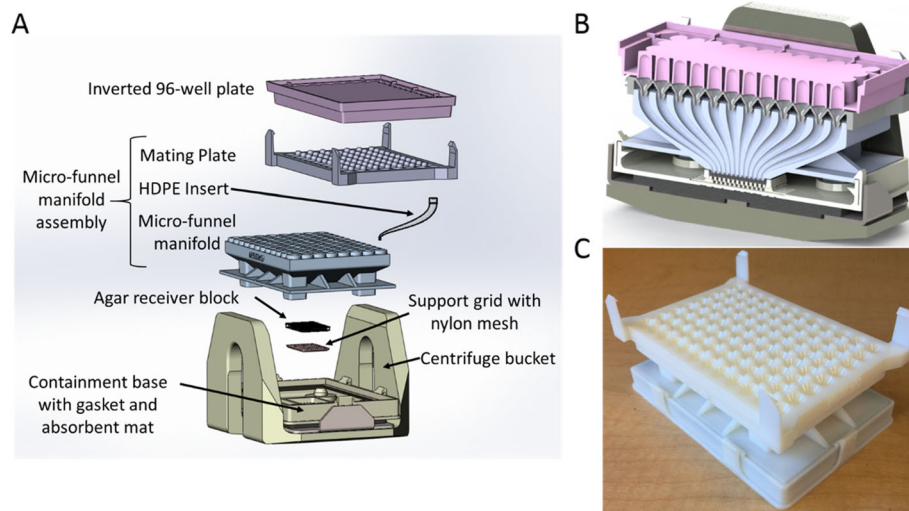 A
Inverted 96-well plate
Mating Plate
Micro-funnel
manifold
assembly
HDPE Insert
Micro-funnel
manifold
Agar receiver block
Support grid with
nylon mesh
Centrifuge bucket
Containment base
with gasket and
absorbent mat
B
C